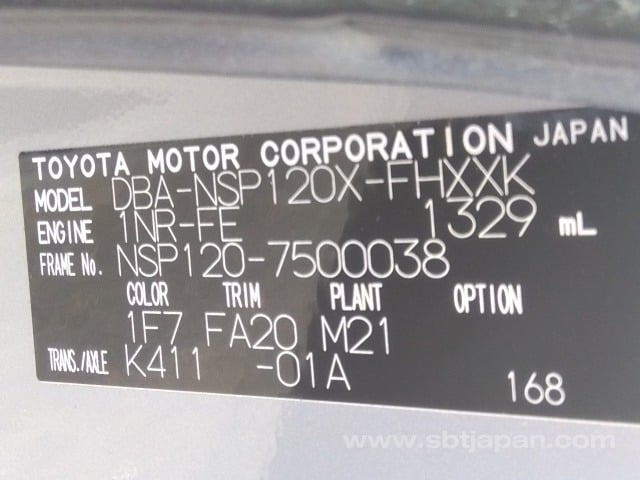 TOYOTA MOTOR CORPORATION JAPAN
MODEL DBA-NSP120X-FHXXK
ENGINE 1NR-FE 1329 mL
FRAME No. NSP120-7500038
COLOR TRIM PLANT OPTION
1F7 FA20 M21
TRANS./AXLE K411 -01A
168
www.sbtjapan.com